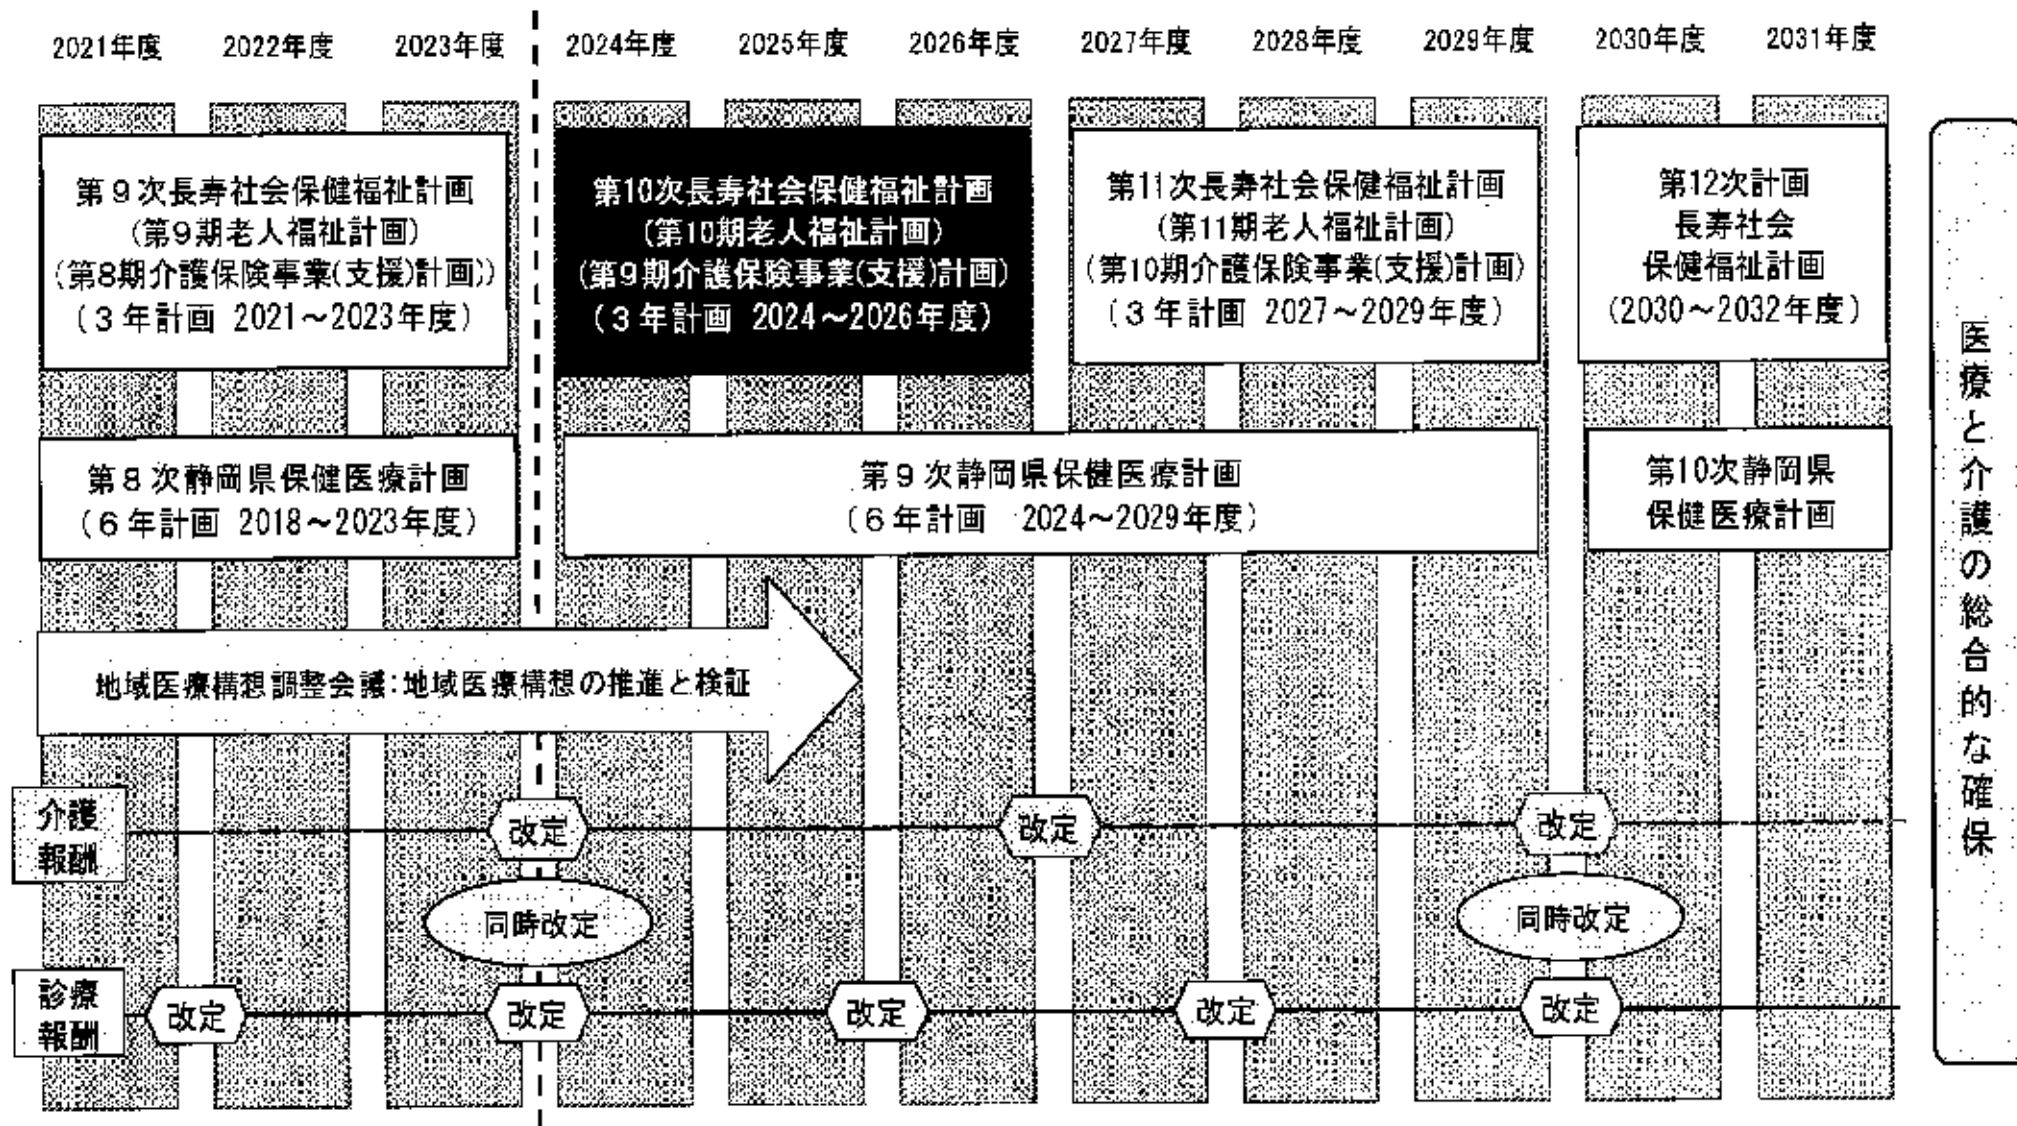 2021年度 2022年度 2023年度 2024年度 2025年度 2026年度 2027年度 2028年度 2029年度 2030年度 2031年度
第9次長寿社会保健福祉計画
(第9期老人福祉計画)
(第8期介護保険事業(支援)計画))
(3年計画 2021～2023年度)
第10次長寿社会保健福祉計画
(第10期老人福祉計画)
(第9期介護保険事業(支援)計画)
(3年計画 2024～2026年度)
第11次長寿社会保健福祉計画
(第11期老人福祉計画)
(第10期介護保険事業(支援)計画)
(3年計画 2027～2029年度)
第12次計画
長寿社会
保健福祉計画
(2030～2032年度)
第8次静岡県保健医療計画
(6年計画 2018～2023年度)
第9次静岡県保健医療計画
(6年計画 2024～2029年度)
第10次静岡県
保健医療計画
地域医療構想調整会議:地域医療構想の推進と検証
介護
報酬
改定 改定 改定
同時改定 同時改定
診療
報酬
改定 改定 改定 改定 改定
医療と介護の総合的な確保